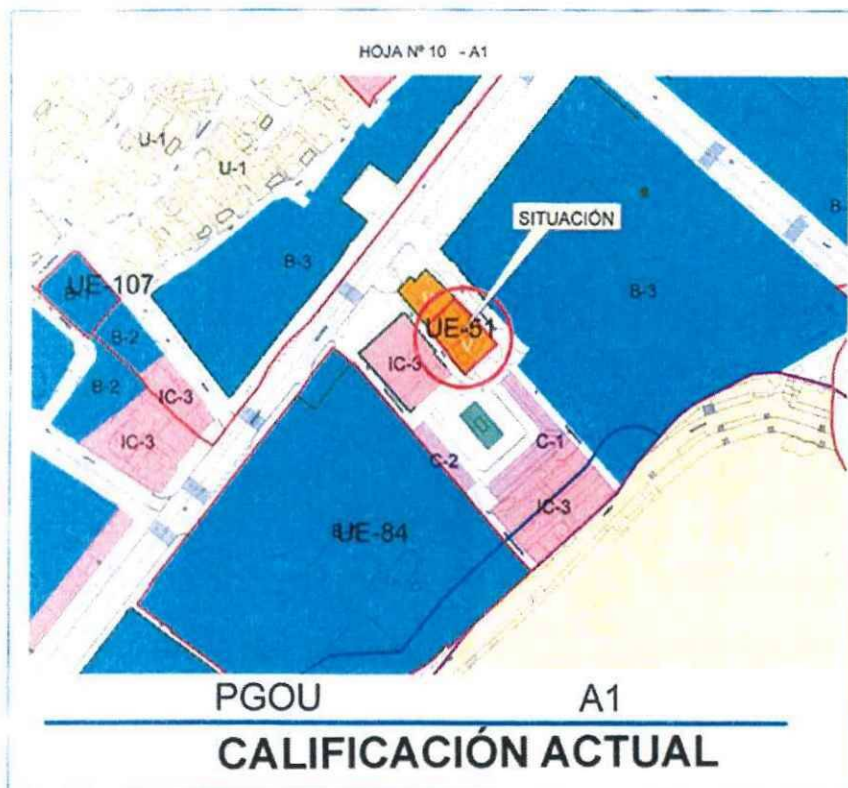 HOJA Nº 10 - A1
U-1
U-1
SITUACIÓN
B-3
B-3
UE-107
B-2
B-2
UE-51
IC-3
IC-3
IC-3
C-1
C-2
IC-3
UE-84
PGOU A1
CALIFICACIÓN ACTUAL